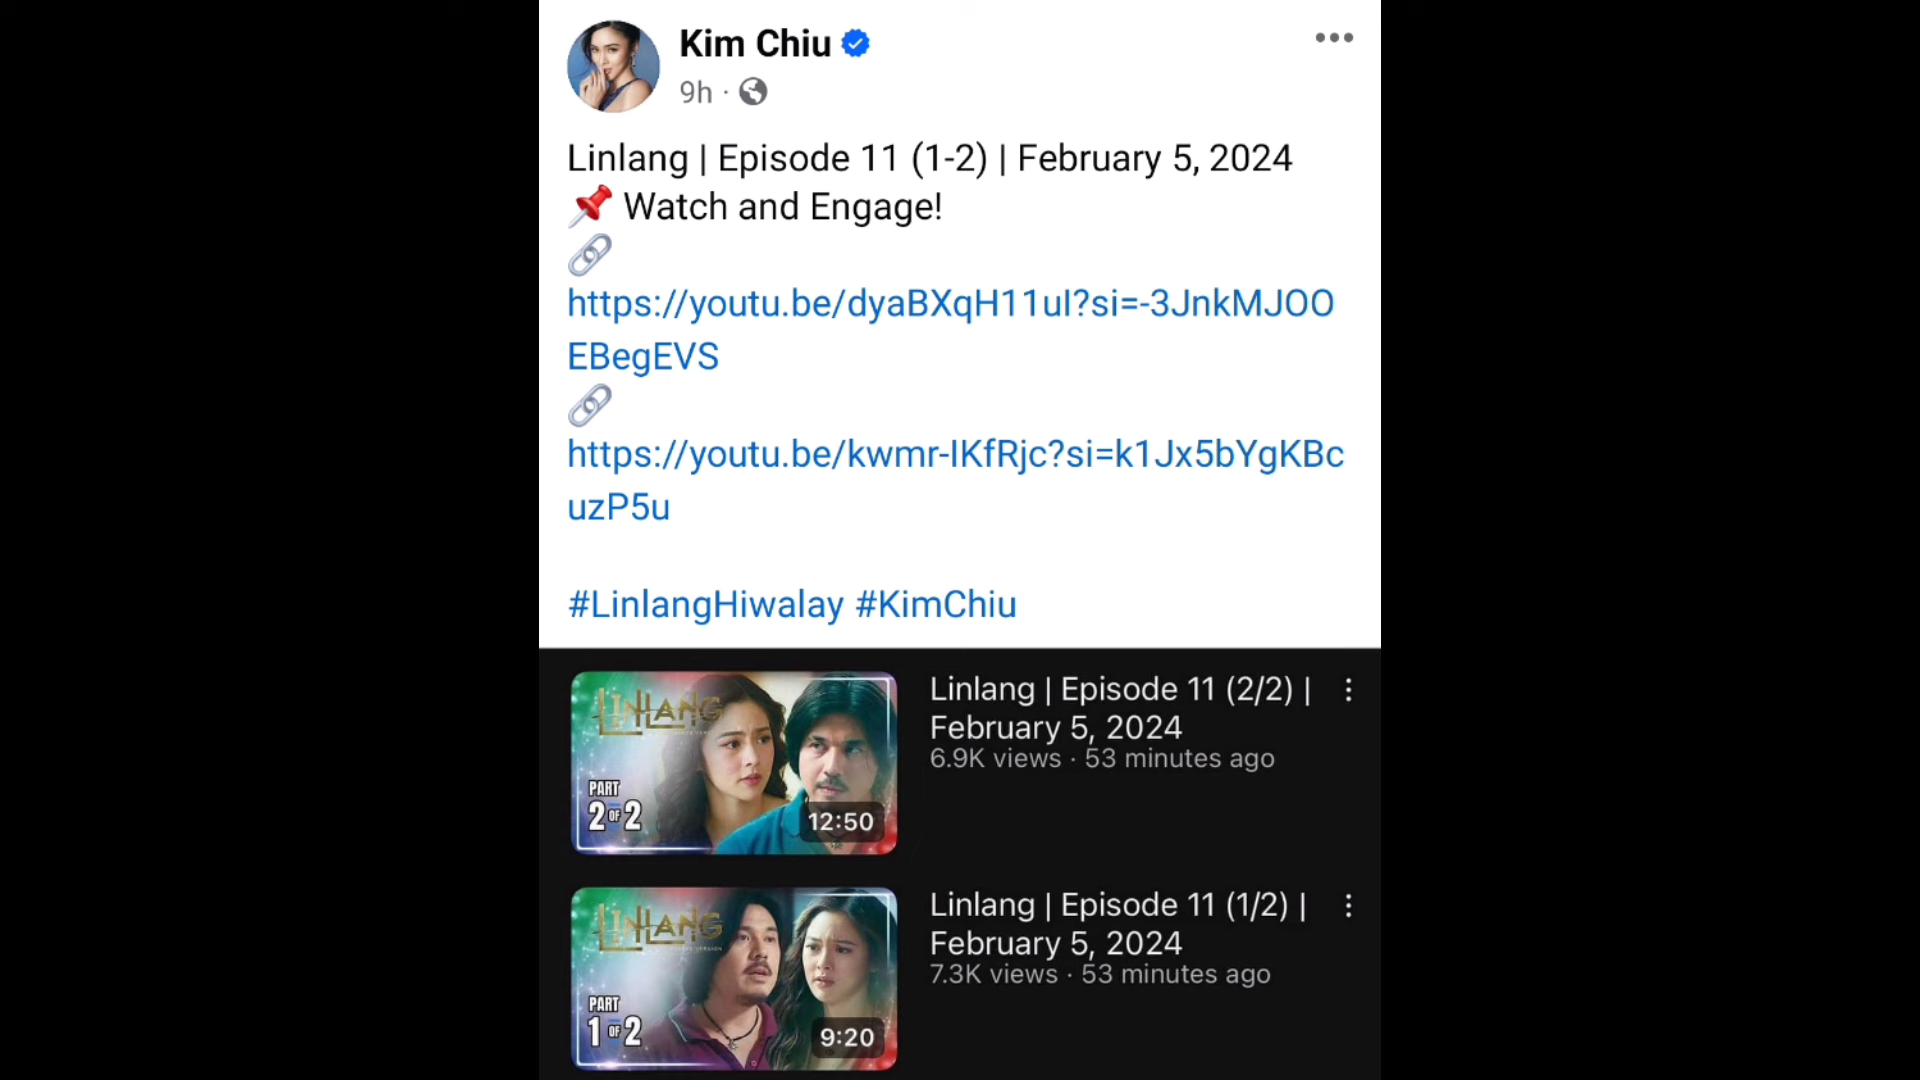 Kim Chiu
9h ·
Linlang | Episode 11 (1-2) | February 5, 2024
📌 Watch and Engage!
🔗
https://youtu.be/dyaBXqH11uI?si=-3JnkMJOO
EBegEVS
🔗
https://youtu.be/kwmr-IKfRjc?si=k1Jx5bYgKBc
uzP5u
#LinlangHiwalay #KimChiu
LINLANG
PART
2 OF 2
12:50
Linlang | Episode 11 (2/2) |
February 5, 2024
6.9K views · 53 minutes ago
LINLANG
PART
1 OF 2
9:20
Linlang | Episode 11 (1/2) |
February 5, 2024
7.3K views · 53 minutes ago